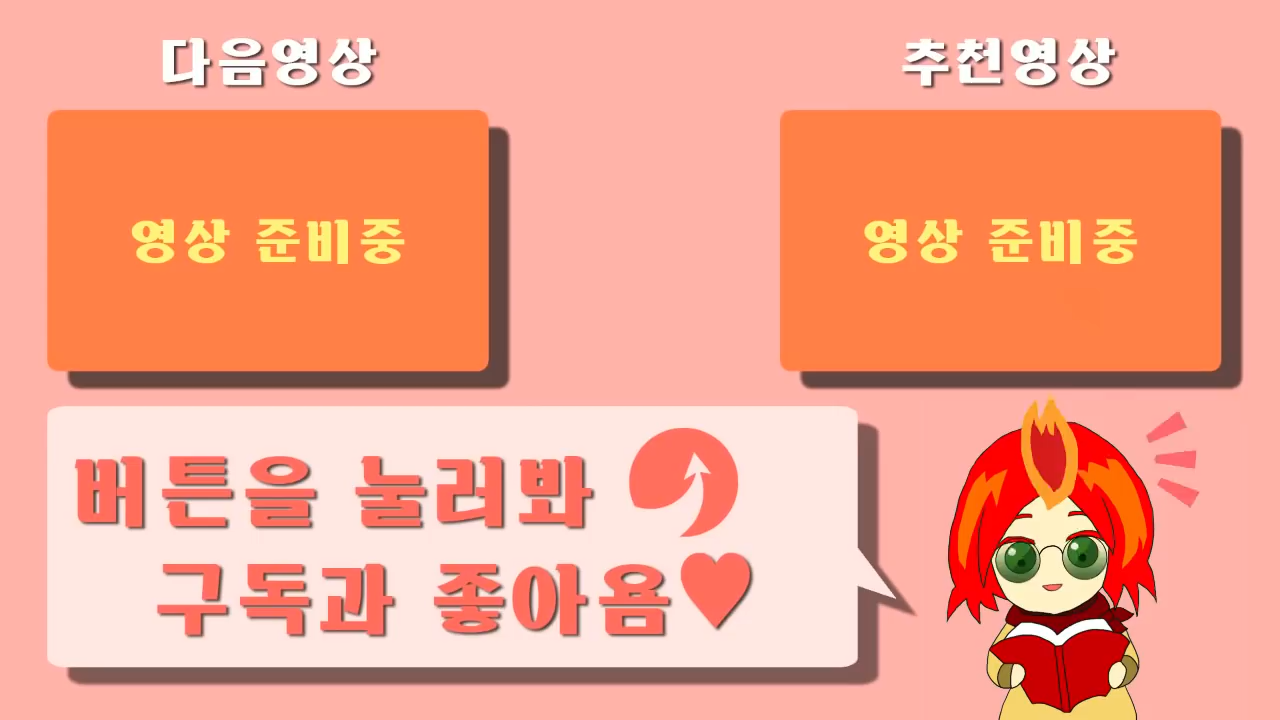 다음영상
추천영상
영상 준비중
영상 준비중
버튼을 눌러봐
구독과 좋아욤♥